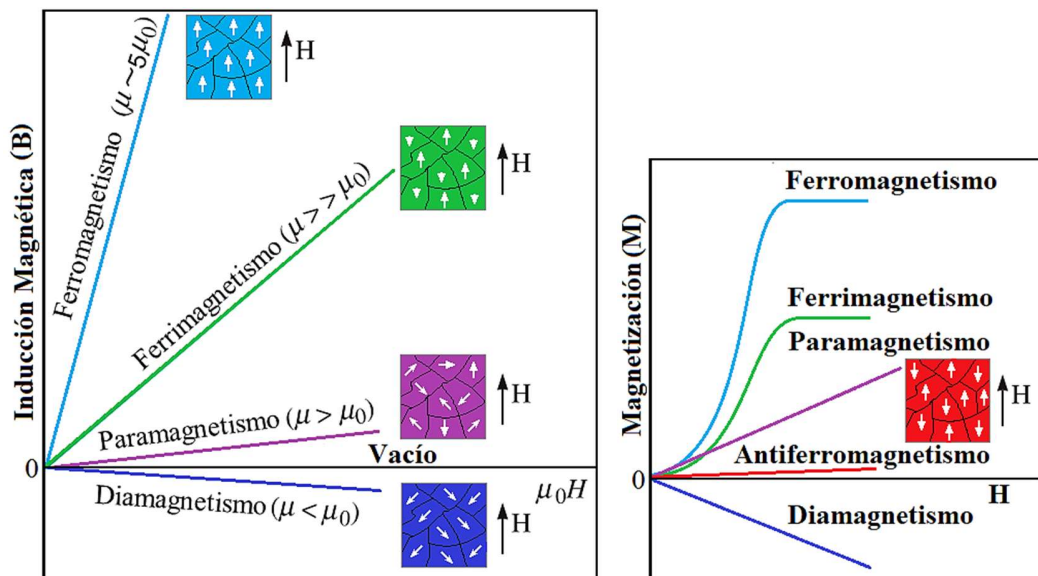 Inducción Magnética (B)
Ferromagnetismo (μ ~5μ₀)
H
Ferrimagnetismo (μ > > μ₀)
H
Paramagnetismo (μ > μ₀)
H
Vacío
0
μ₀H
Diamagnetismo (μ < μ₀)
H
Magnetización (M)
Ferromagnetismo
Ferrimagnetismo
Paramagnetismo
H
Antiferromagnetismo
0
H
Diamagnetismo